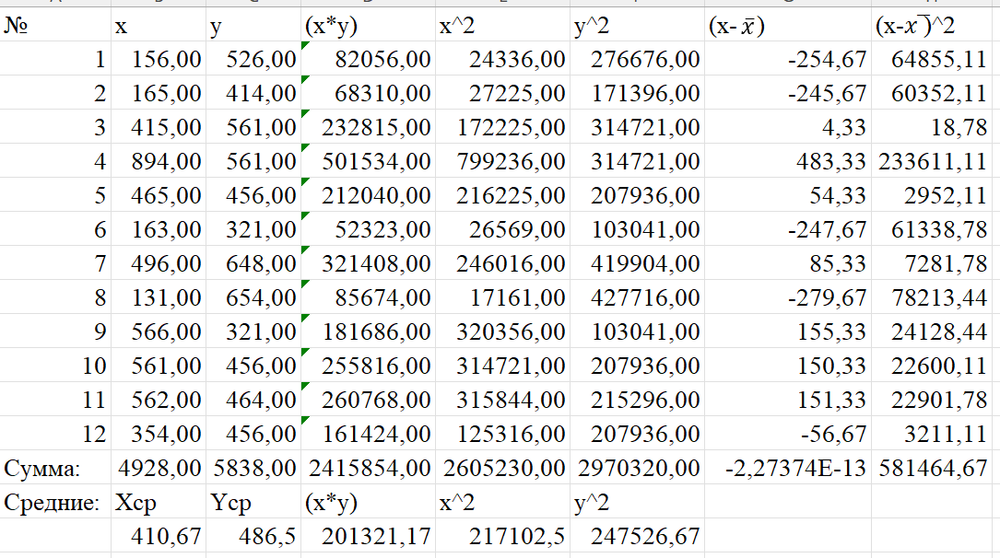 № x y (x*y) x^2 y^2 (x- x̄ ) (x-x̄ )^2
1 156,00 526,00 82056,00 24336,00 276676,00 -254,67 64855,11
2 165,00 414,00 68310,00 27225,00 171396,00 -245,67 60352,11
3 415,00 561,00 232815,00 172225,00 314721,00 4,33 18,78
4 894,00 561,00 501534,00 799236,00 314721,00 483,33 233611,11
5 465,00 456,00 212040,00 216225,00 207936,00 54,33 2952,11
6 163,00 321,00 52323,00 26569,00 103041,00 -247,67 61338,78
7 496,00 648,00 321408,00 246016,00 419904,00 85,33 7281,78
8 131,00 654,00 85674,00 17161,00 427716,00 -279,67 78213,44
9 566,00 321,00 181686,00 320356,00 103041,00 155,33 24128,44
10 561,00 456,00 255816,00 314721,00 207936,00 150,33 22600,11
11 562,00 464,00 260768,00 315844,00 215296,00 151,33 22901,78
12 354,00 456,00 161424,00 125316,00 207936,00 -56,67 3211,11
Сумма: 4928,00 5838,00 2415854,00 2605230,00 2970320,00 -2,27374E-13 581464,67
Средние: Xcp Ycp (x*y) x^2 y^2
410,67 486,5 201321,17 217102,5 247526,67